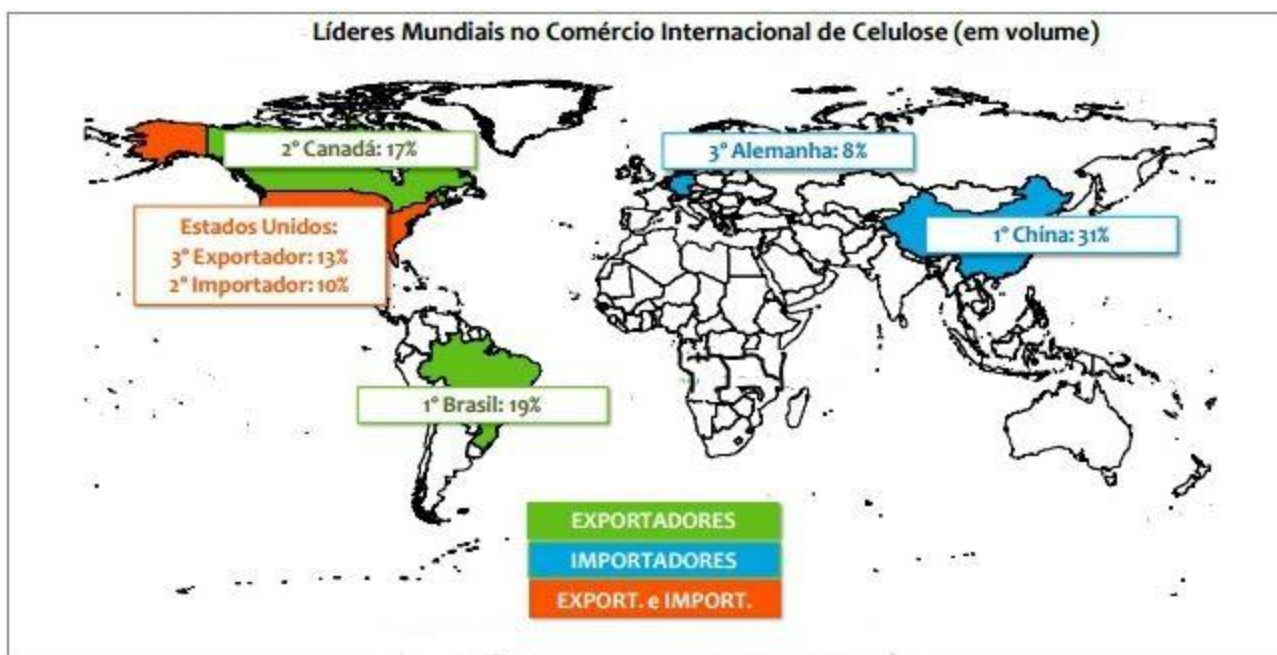 Líderes Mundiais no Comércio Internacional de Celulose (em volume)
2° Canadá: 17%
3° Alemanha: 8%
Estados Unidos:
3° Exportador: 13%
2° Importador: 10%
1° China: 31%
1° Brasil: 19%
EXPORTADORES
IMPORTADORES
EXPORT. e IMPORT.